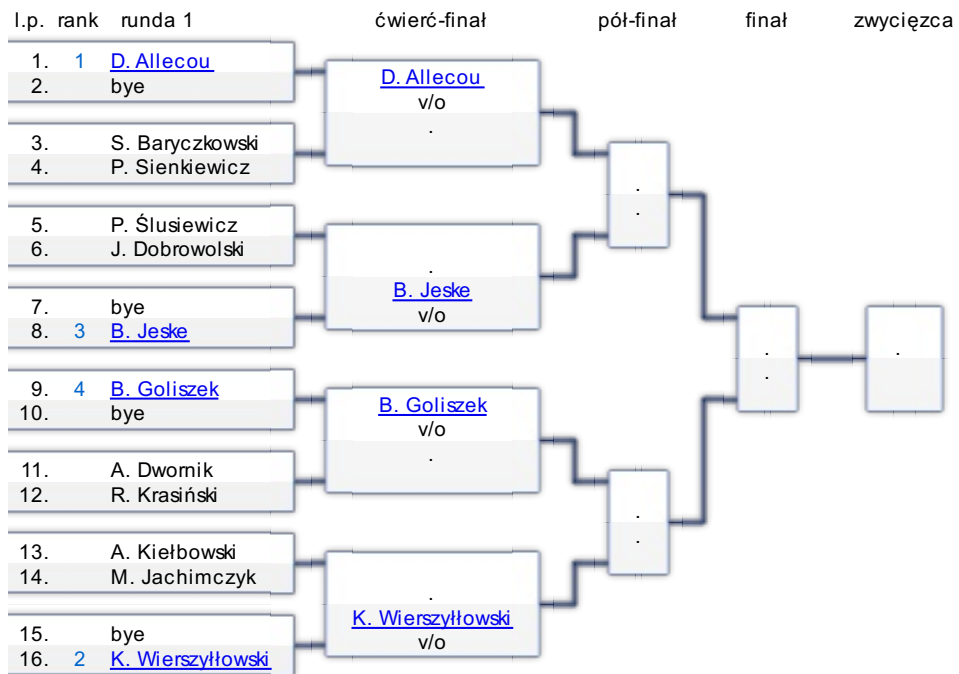 l.p. rank runda 1 ćwierć-finał pół-finał finał zwycięzca
1. 1 D. Allecou
2. bye
3. S. Baryczkowski
4. P. Sienkiewicz
5. P. Ślusiewicz
6. J. Dobrowolski
7. bye
8. 3 B. Jeske
9. 4 B. Goliszek
10. bye
11. A. Dwornik
12. R. Krasiński
13. A. Kiełbowski
14. M. Jachimczyk
15. bye
16. 2 K. Wierszyłłowski
D. Allecou
v/o
.
.
B. Jeske
v/o
B. Goliszek
v/o
.
.
K. Wierszyłłowski
v/o
.
.
.
.
.
.
.